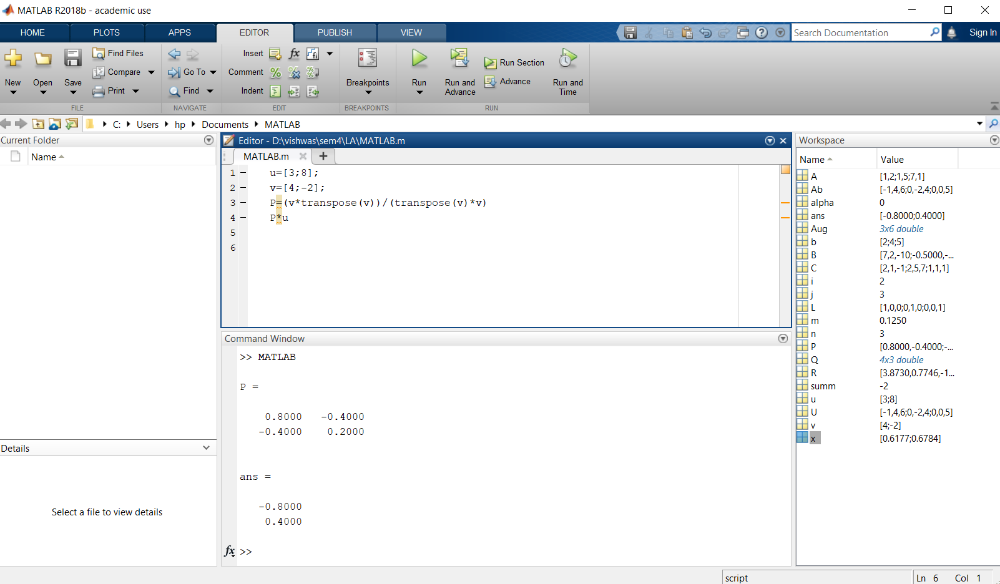 MATLAB R2018b - academic use
HOME PLOTS APPS EDITOR PUBLISH VIEW Search Documentation Sign In
New Open Save Find Files Compare Print
FILE
Go To Find
NAVIGATE
Insert fx fi
Comment % % %
Indent
EDIT
Breakpoints
BREAKPOINTS
Run Run and Advance Run Section Advance Run and Time
RUN
C: Users hp Documents MATLAB
Current Folder
Name
Details
Select a file to view details
Editor - D:\vishwas\sem4\LA\MATLAB.m
MATLAB.m +
1 – u=[3;8];
2 – v=[4;-2];
3 – P=(v*transpose(v))/(transpose(v)*v)
4 – P*u
5
6
Command Window
>> MATLAB
P =
0.8000 -0.4000
-0.4000 0.2000
ans =
-0.8000
0.4000
fx >>
Workspace
Name Value
A [1,2;1,5;7,1]
Ab [-1,4,6;0,-2,4;0,0,5]
alpha 0
ans [-0.8000;0.4000]
Aug 3x6 double
b [2;4;5]
B [7,2,-10;-0.5000,-...
C [2,1,-1;2,5,7;1,1,1]
i 2
j 3
L [1,0,0;0,1,0;0,0,1]
m 0.1250
n 3
P [0.8000,-0.4000;-...
Q 4x3 double
R [3.8730,0.7746,-1...
summ -2
u [3;8]
U [-1,4,6;0,-2,4;0,0,5]
v [4;-2]
x [0.6177;0.6784]
script Ln 6 Col 1